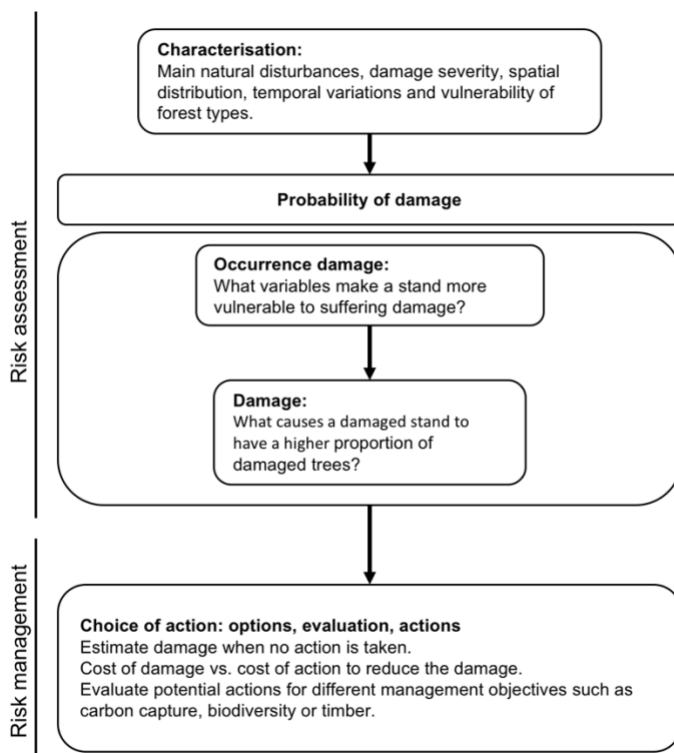 Risk assessment
Characterisation:
Main natural disturbances, damage severity, spatial
distribution, temporal variations and vulnerability of
forest types.
Probability of damage
Occurrence damage:
What variables make a stand more
vulnerable to suffering damage?
Damage:
What causes a damaged stand to
have a higher proportion of
damaged trees?
Risk management
Choice of action: options, evaluation, actions
Estimate damage when no action is taken.
Cost of damage vs. cost of action to reduce the damage.
Evaluate potential actions for different management objectives such as
carbon capture, biodiversity or timber.